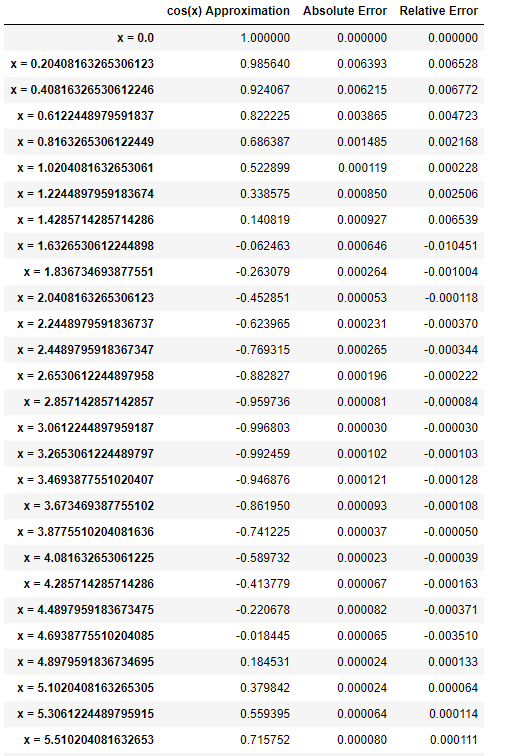 cos(x) Approximation Absolute Error Relative Error
x = 0.0 1.000000 0.000000 0.000000
x = 0.20408163265306123 0.985640 0.006393 0.006528
x = 0.40816326530612246 0.924067 0.006215 0.006772
x = 0.6122448979591837 0.822225 0.003865 0.004723
x = 0.8163265306122449 0.686387 0.001485 0.002168
x = 1.0204081632653061 0.522899 0.000119 0.000228
x = 1.2244897959183674 0.338575 0.000850 0.002506
x = 1.4285714285714286 0.140819 0.000927 0.006539
x = 1.6326530612244898 -0.062463 0.000646 -0.010451
x = 1.836734693877551 -0.263079 0.000264 -0.001004
x = 2.0408163265306123 -0.452851 0.000053 -0.000118
x = 2.2448979591836737 -0.623965 0.000231 -0.000370
x = 2.4489795918367347 -0.769315 0.000265 -0.000344
x = 2.6530612244897958 -0.882827 0.000196 -0.000222
x = 2.857142857142857 -0.959736 0.000081 -0.000084
x = 3.0612244897959187 -0.996803 0.000030 -0.000030
x = 3.2653061224489797 -0.992459 0.000102 -0.000103
x = 3.4693877551020407 -0.946876 0.000121 -0.000128
x = 3.673469387755102 -0.861950 0.000093 -0.000108
x = 3.8775510204081636 -0.741225 0.000037 -0.000050
x = 4.081632653061225 -0.589732 0.000023 -0.000039
x = 4.285714285714286 -0.413779 0.000067 -0.000163
x = 4.4897959183673475 -0.220678 0.000082 -0.000371
x = 4.6938775510204085 -0.018445 0.000065 -0.003510
x = 4.8979591836734695 0.184531 0.000024 0.000133
x = 5.1020408163265305 0.379842 0.000024 0.000064
x = 5.3061224489795915 0.559395 0.000064 0.000114
x = 5.510204081632653 0.715752 0.000080 0.000111